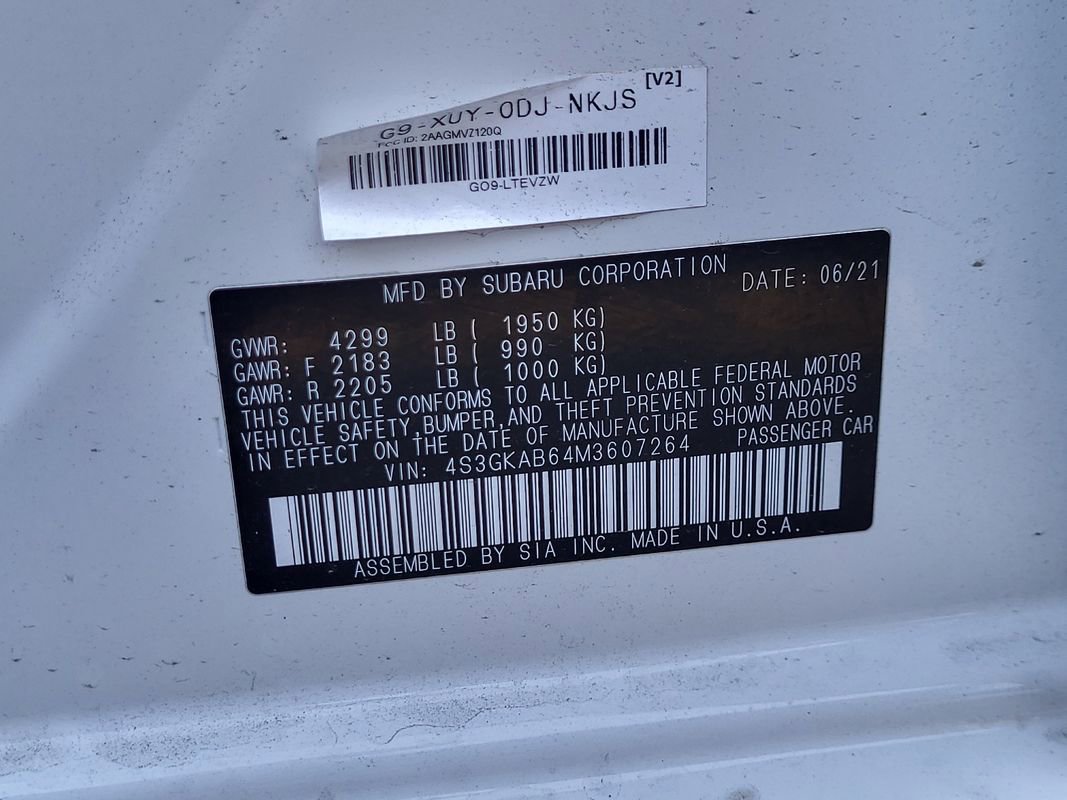 [V2]
G9-XUY-0DJ-NKJS
FCC ID: 2AAGMVZ120Q
GO9-LTEVZW
MFD BY SUBARU CORPORATION DATE: 06/21
GVWR: 4299 LB ( 1950 KG)
GAWR: F 2183 LB ( 990 KG)
GAWR: R 2205 LB ( 1000 KG)
THIS VEHICLE CONFORMS TO ALL APPLICABLE FEDERAL MOTOR
VEHICLE SAFETY,BUMPER,AND THEFT PREVENTION STANDARDS
IN EFFECT ON THE DATE OF MANUFACTURE SHOWN ABOVE.
VIN: 4S3GKAB64M3607264 PASSENGER CAR
ASSEMBLED BY SIA INC. MADE IN U.S.A.